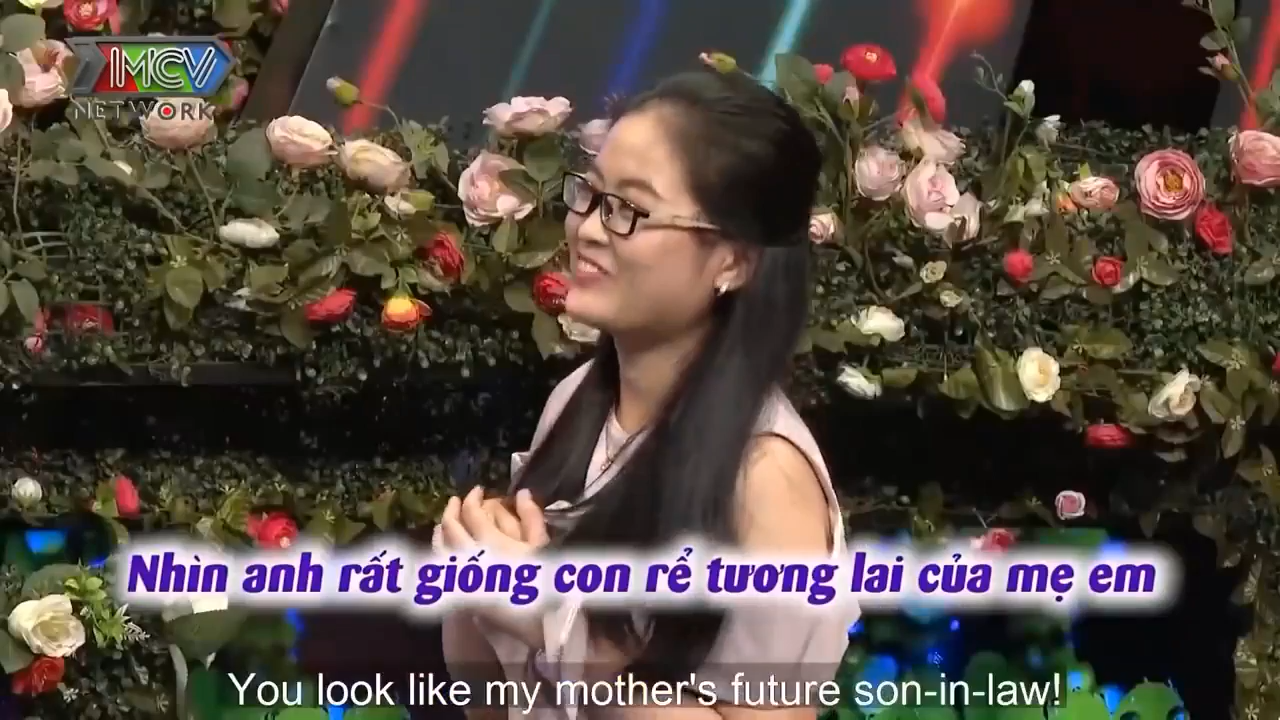 MCV
NETWORK
Nhìn anh rất giống con rể tương lai của mẹ em
You look like my mother's future son-in-law!